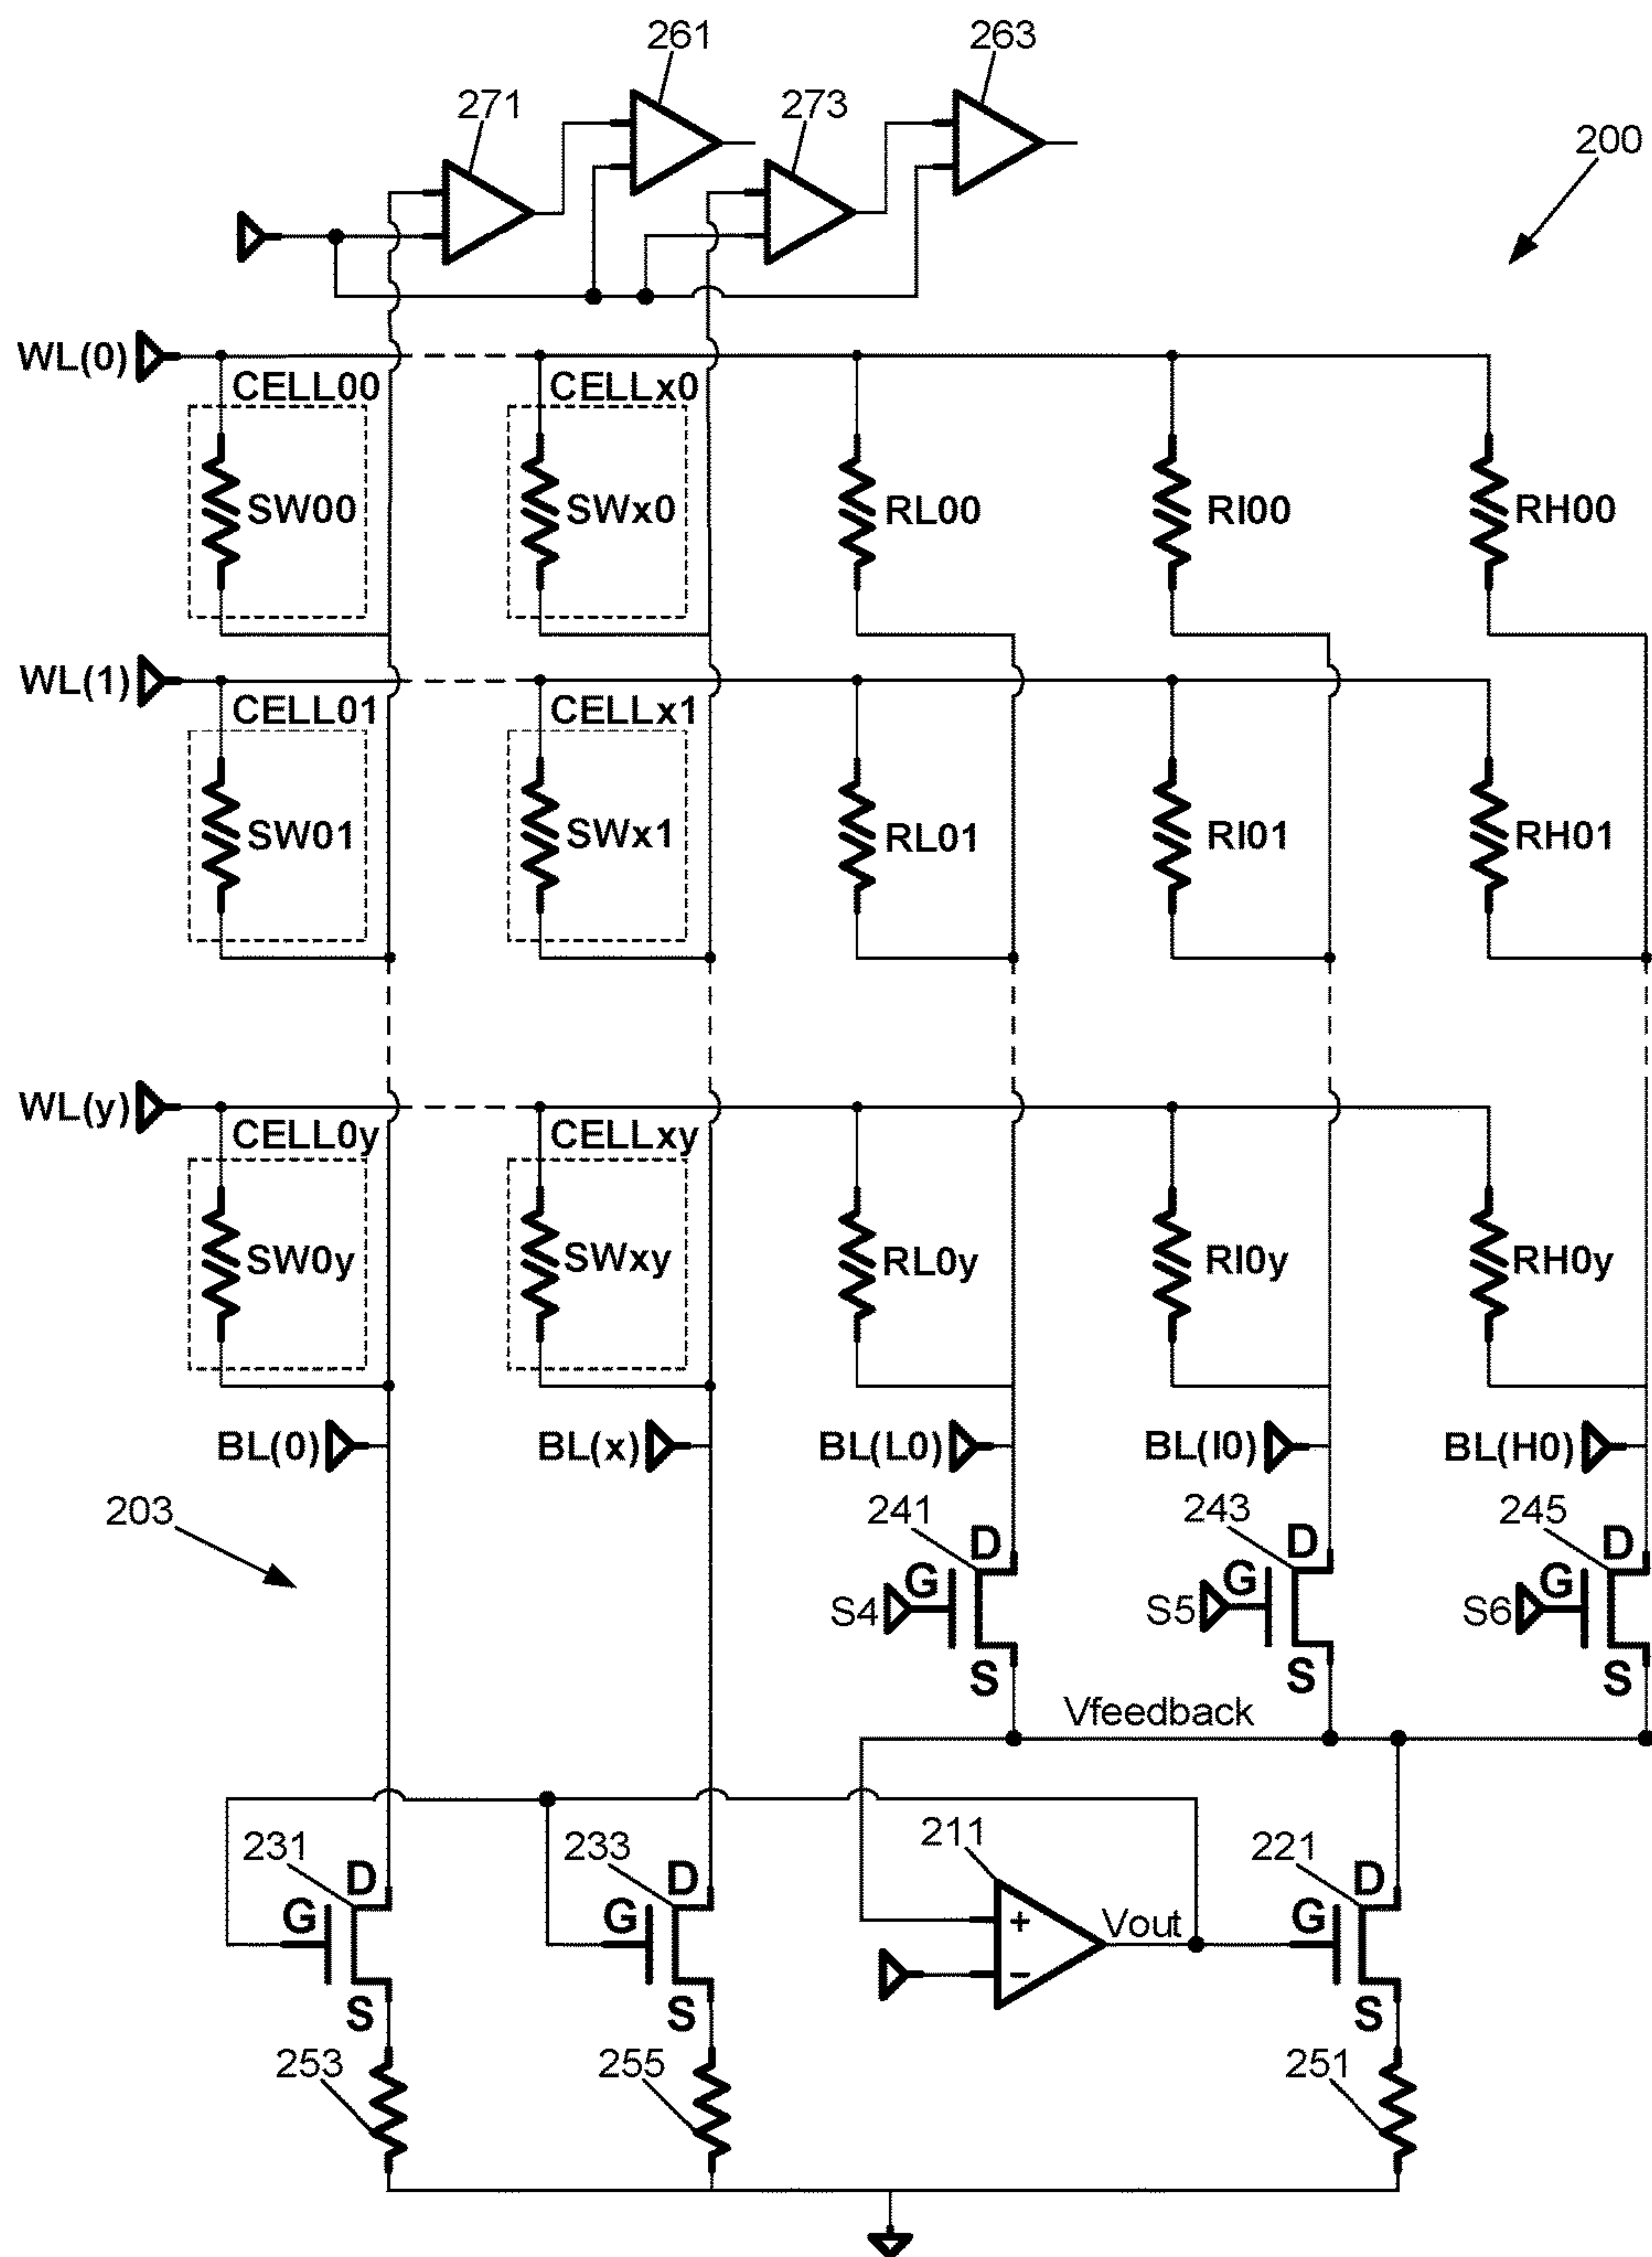 261
263
271
273
200
WL(0)
CELL00
CELLx0
SW00
SWx0
RL00
RI00
RH00
WL(1)
CELL01
CELLx1
SW01
SWx1
RL01
RI01
RH01
WL(y)
CELL0y
CELLxy
SW0y
SWxy
RL0y
RI0y
RH0y
BL(0)
BL(x)
BL(L0)
BL(I0)
BL(H0)
203
241
243
245
D
D
D
G
G
G
S4
S5
S6
S
S
S
Vfeedback
231
233
211
221
D
D
D
G
G
+
Vout
G
−
S
S
S
253
255
251